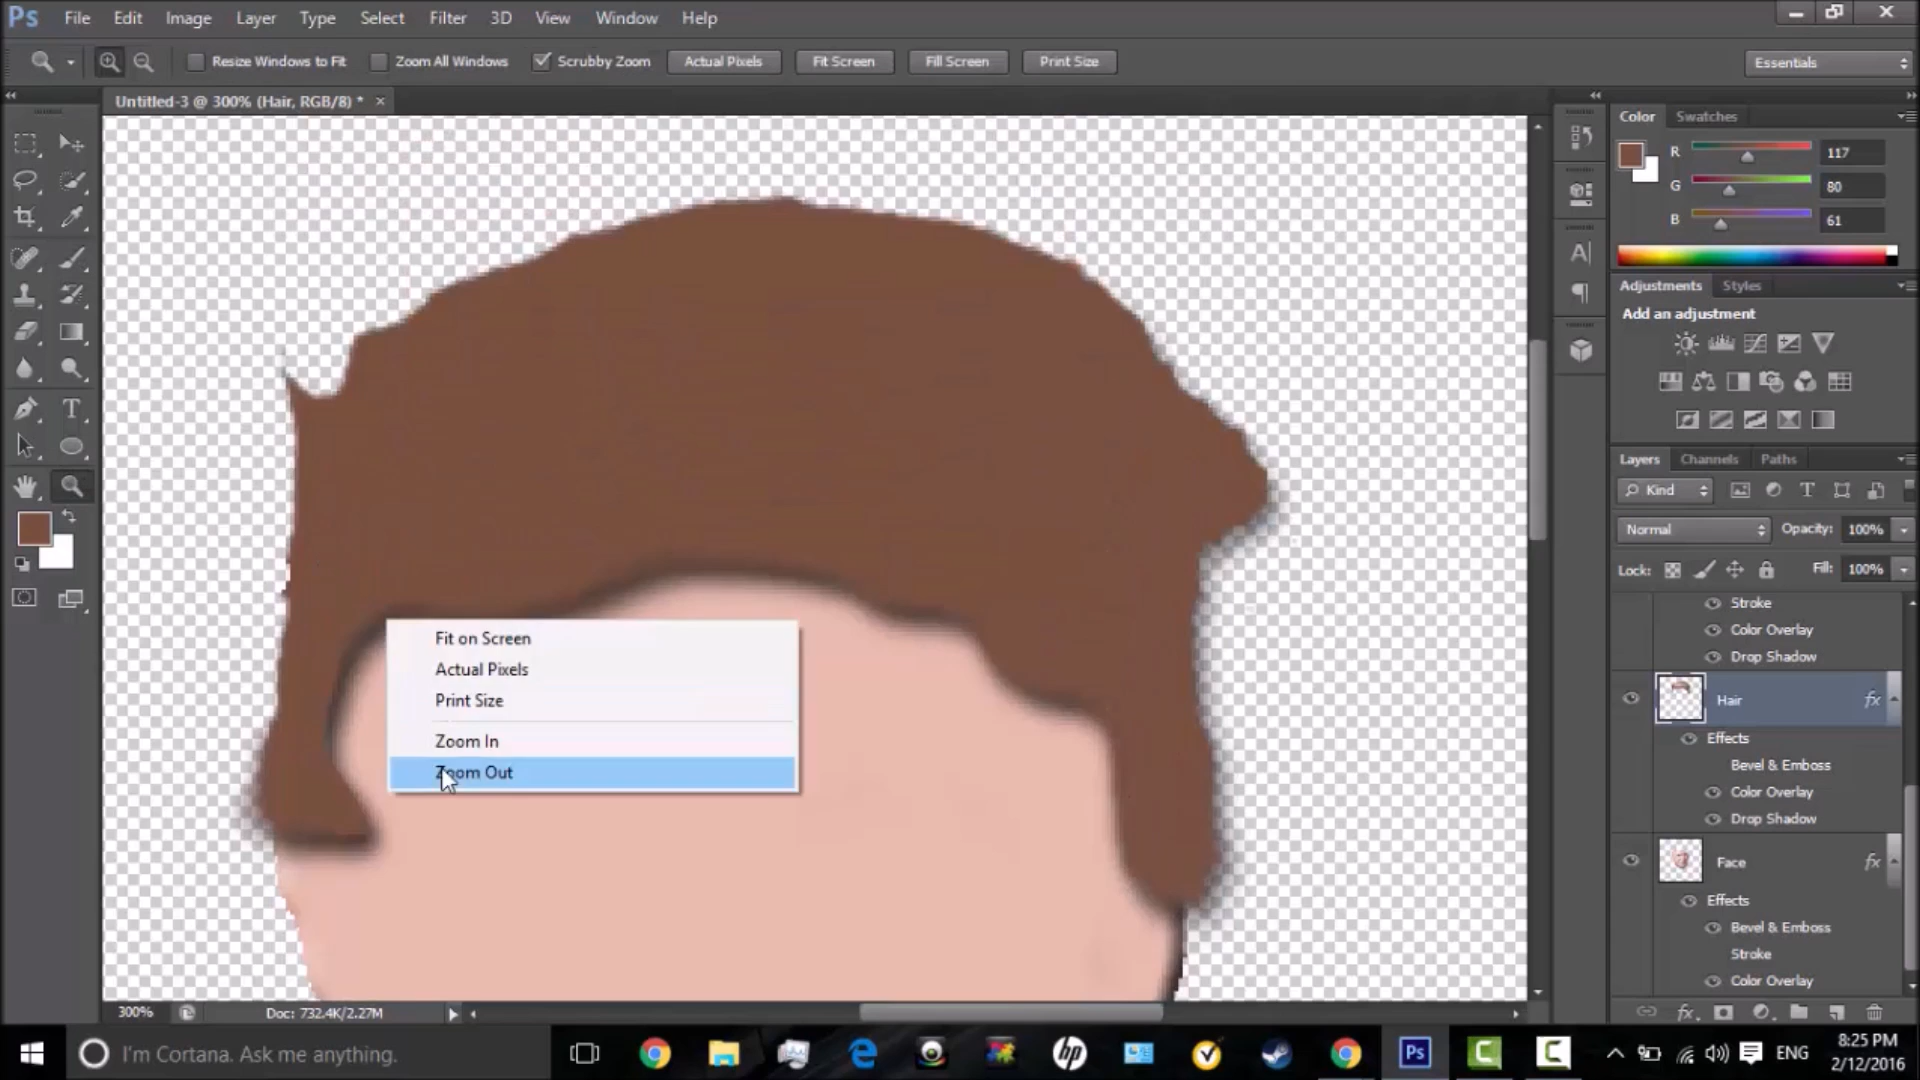 Ps File Edit Image Layer Type Select Filter 3D View Window Help
Resize Windows to Fit Zoom All Windows Scrubby Zoom Actual Pixels Fit Screen Fill Screen Print Size Essentials
Untitled-3 @ 300% (Hair, RGB/8) * ×
Color Swatches
R 117
G 80
B 61
Adjustments Styles
Add an adjustment
Layers Channels Paths
Kind
Normal Opacity: 100%
Lock: Fill: 100%
Stroke
Color Overlay
Drop Shadow
Hair fx
Effects
Bevel & Emboss
Color Overlay
Drop Shadow
Face fx
Effects
Bevel & Emboss
Stroke
Color Overlay
Fit on Screen
Actual Pixels
Print Size
Zoom In
Zoom Out
300% Doc: 732.4K/2.27M
I'm Cortana. Ask me anything.
hp
Ps
ENG
8:25 PM
2/12/2016